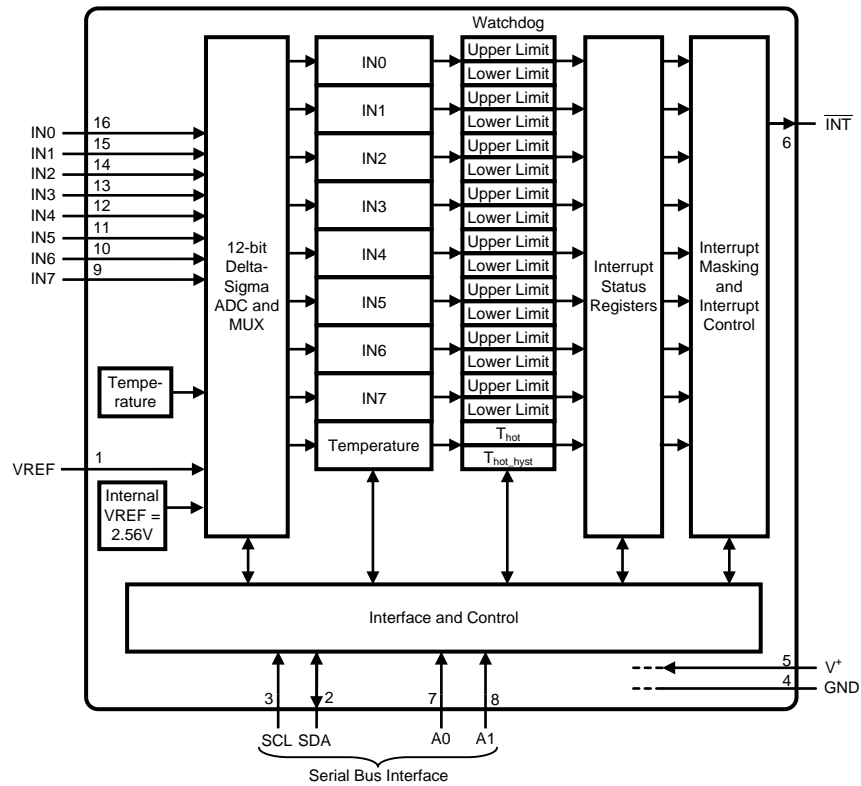 Watchdog
IN0
Upper Limit
Lower Limit
IN1
Upper Limit
Lower Limit
IN2
Upper Limit
Lower Limit
IN3
Upper Limit
Lower Limit
IN4
Upper Limit
Lower Limit
IN5
Upper Limit
Lower Limit
IN6
Upper Limit
Lower Limit
IN7
Upper Limit
Lower Limit
Temperature
Thot
Thot_hyst
IN0 16
IN1 15
IN2 14
IN3 13
IN4 12
IN5 11
IN6 10
IN7 9
12-bit
Delta-
Sigma
ADC and
MUX
Interrupt
Status
Registers
Interrupt
Masking
and
Interrupt
Control
INT
6
Tempe-
rature
VREF 1
Internal
VREF =
2.56V
Interface and Control
5 V+
4 GND
3 2 7 8
SCL SDA A0 A1
Serial Bus Interface